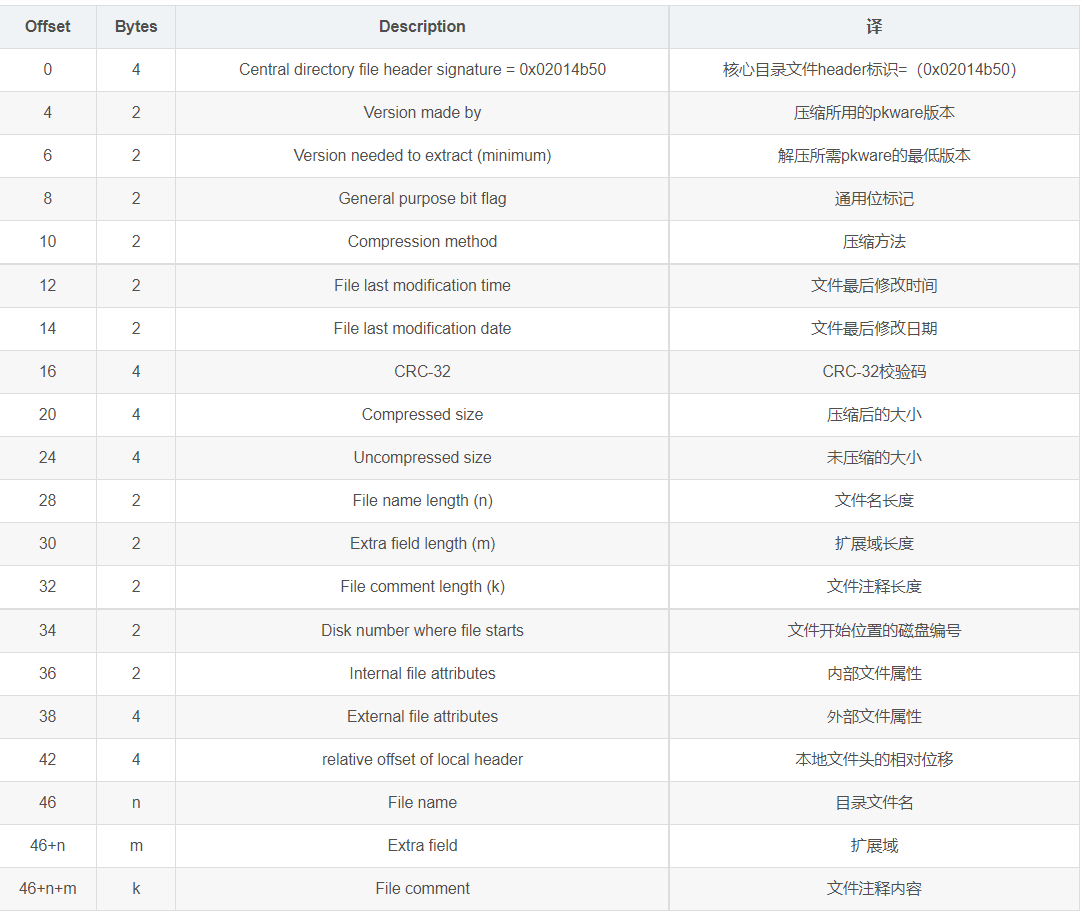 Offset Bytes Description 译
0 4 Central directory file header signature = 0x02014b50 核心目录文件header标识=（0x02014b50）
4 2 Version made by 压缩所用的pkware版本
6 2 Version needed to extract (minimum) 解压所需pkware的最低版本
8 2 General purpose bit flag 通用位标记
10 2 Compression method 压缩方法
12 2 File last modification time 文件最后修改时间
14 2 File last modification date 文件最后修改日期
16 4 CRC-32 CRC-32校验码
20 4 Compressed size 压缩后的大小
24 4 Uncompressed size 未压缩的大小
28 2 File name length (n) 文件名长度
30 2 Extra field length (m) 扩展域长度
32 2 File comment length (k) 文件注释长度
34 2 Disk number where file starts 文件开始位置的磁盘编号
36 2 Internal file attributes 内部文件属性
38 4 External file attributes 外部文件属性
42 4 relative offset of local header 本地文件头的相对位移
46 n File name 目录文件名
46+n m Extra field 扩展域
46+n+m k File comment 文件注释内容